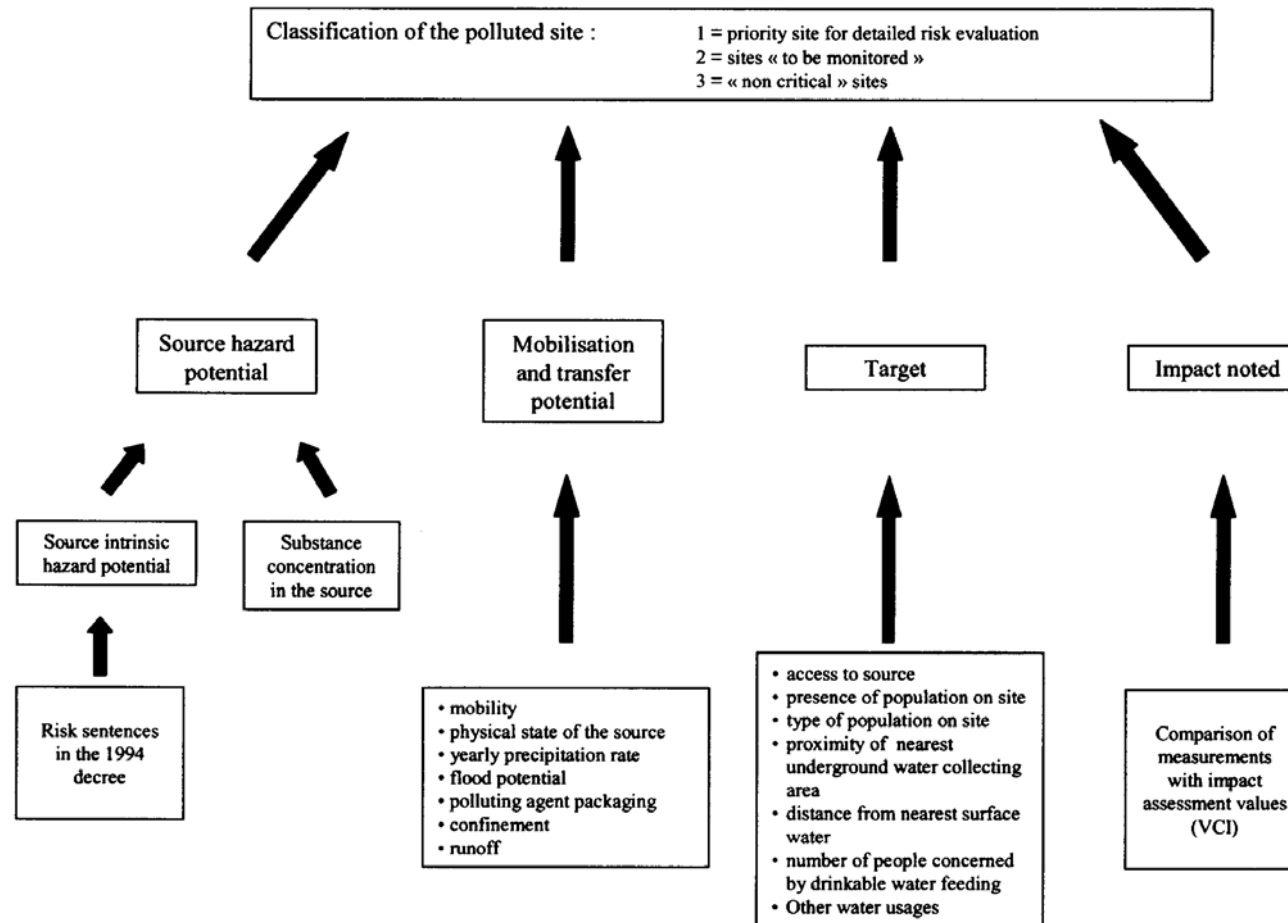 Classification of the polluted site :
1 = priority site for detailed risk evaluation
2 = sites « to be monitored »
3 = « non critical » sites
Source hazard
potential
Mobilisation
and transfer
potential
Target
Impact noted
Source intrinsic
hazard potential
Substance
concentration
in the source
Risk sentences
in the 1994
decree
• mobility
• physical state of the source
• yearly precipitation rate
• flood potential
• polluting agent packaging
• confinement
• runoff
• access to source
• presence of population on site
• type of population on site
• proximity of nearest
underground water collecting
area
• distance from nearest surface
water
• number of people concerned
by drinkable water feeding
• Other water usages
Comparison of
measurements
with impact
assessment values
(VCI)